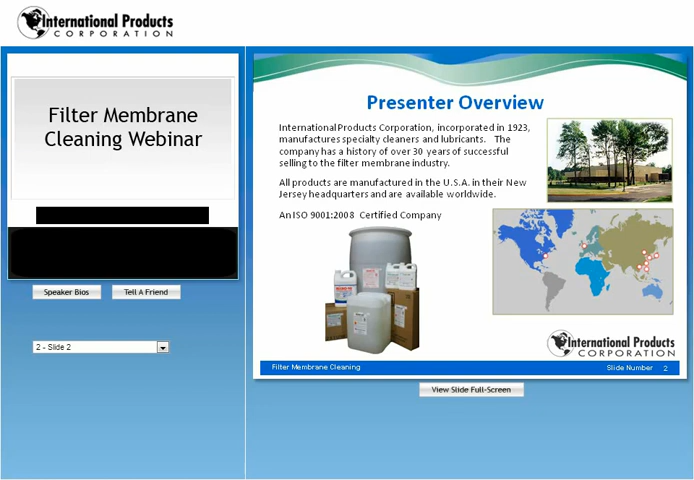 International Products
CORPORATION
Filter Membrane
Cleaning Webinar
Speaker Bios
Tell A Friend
2 - Slide 2
Presenter Overview
International Products Corporation, incorporated in 1923,
manufactures specialty cleaners and lubricants. The
company has a history of over 30 years of successful
selling to the filter membrane industry.
All products are manufactured in the U.S.A. in their New
Jersey headquarters and are available worldwide.
An ISO 9001:2008 Certified Company
International Products
CORPORATION
Filter Membrane Cleaning
Slide Number 2
View Slide Full-Screen